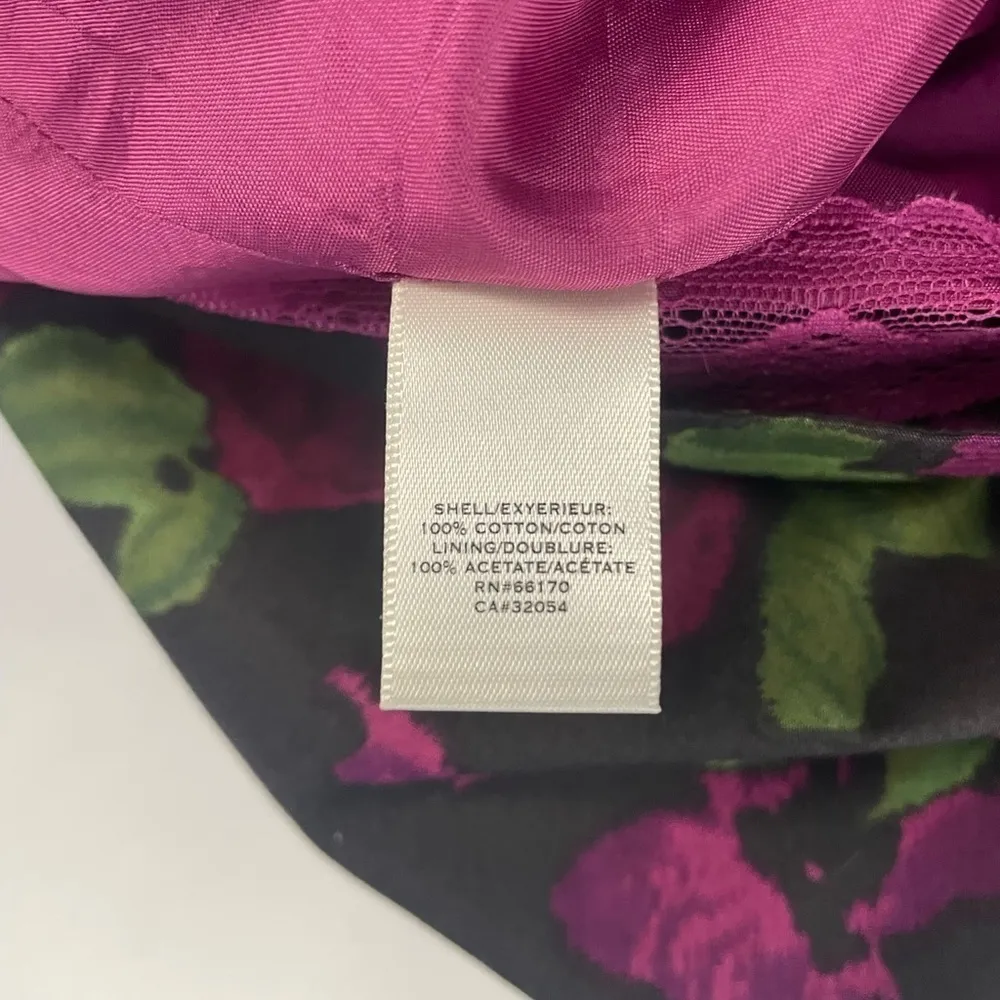 SHELL/EXYERIEUR:
100% COTTON/COTON
LINING/DOUBLURE:
100% ACETATE/ACÉTATE
RN#66170
CA#32054